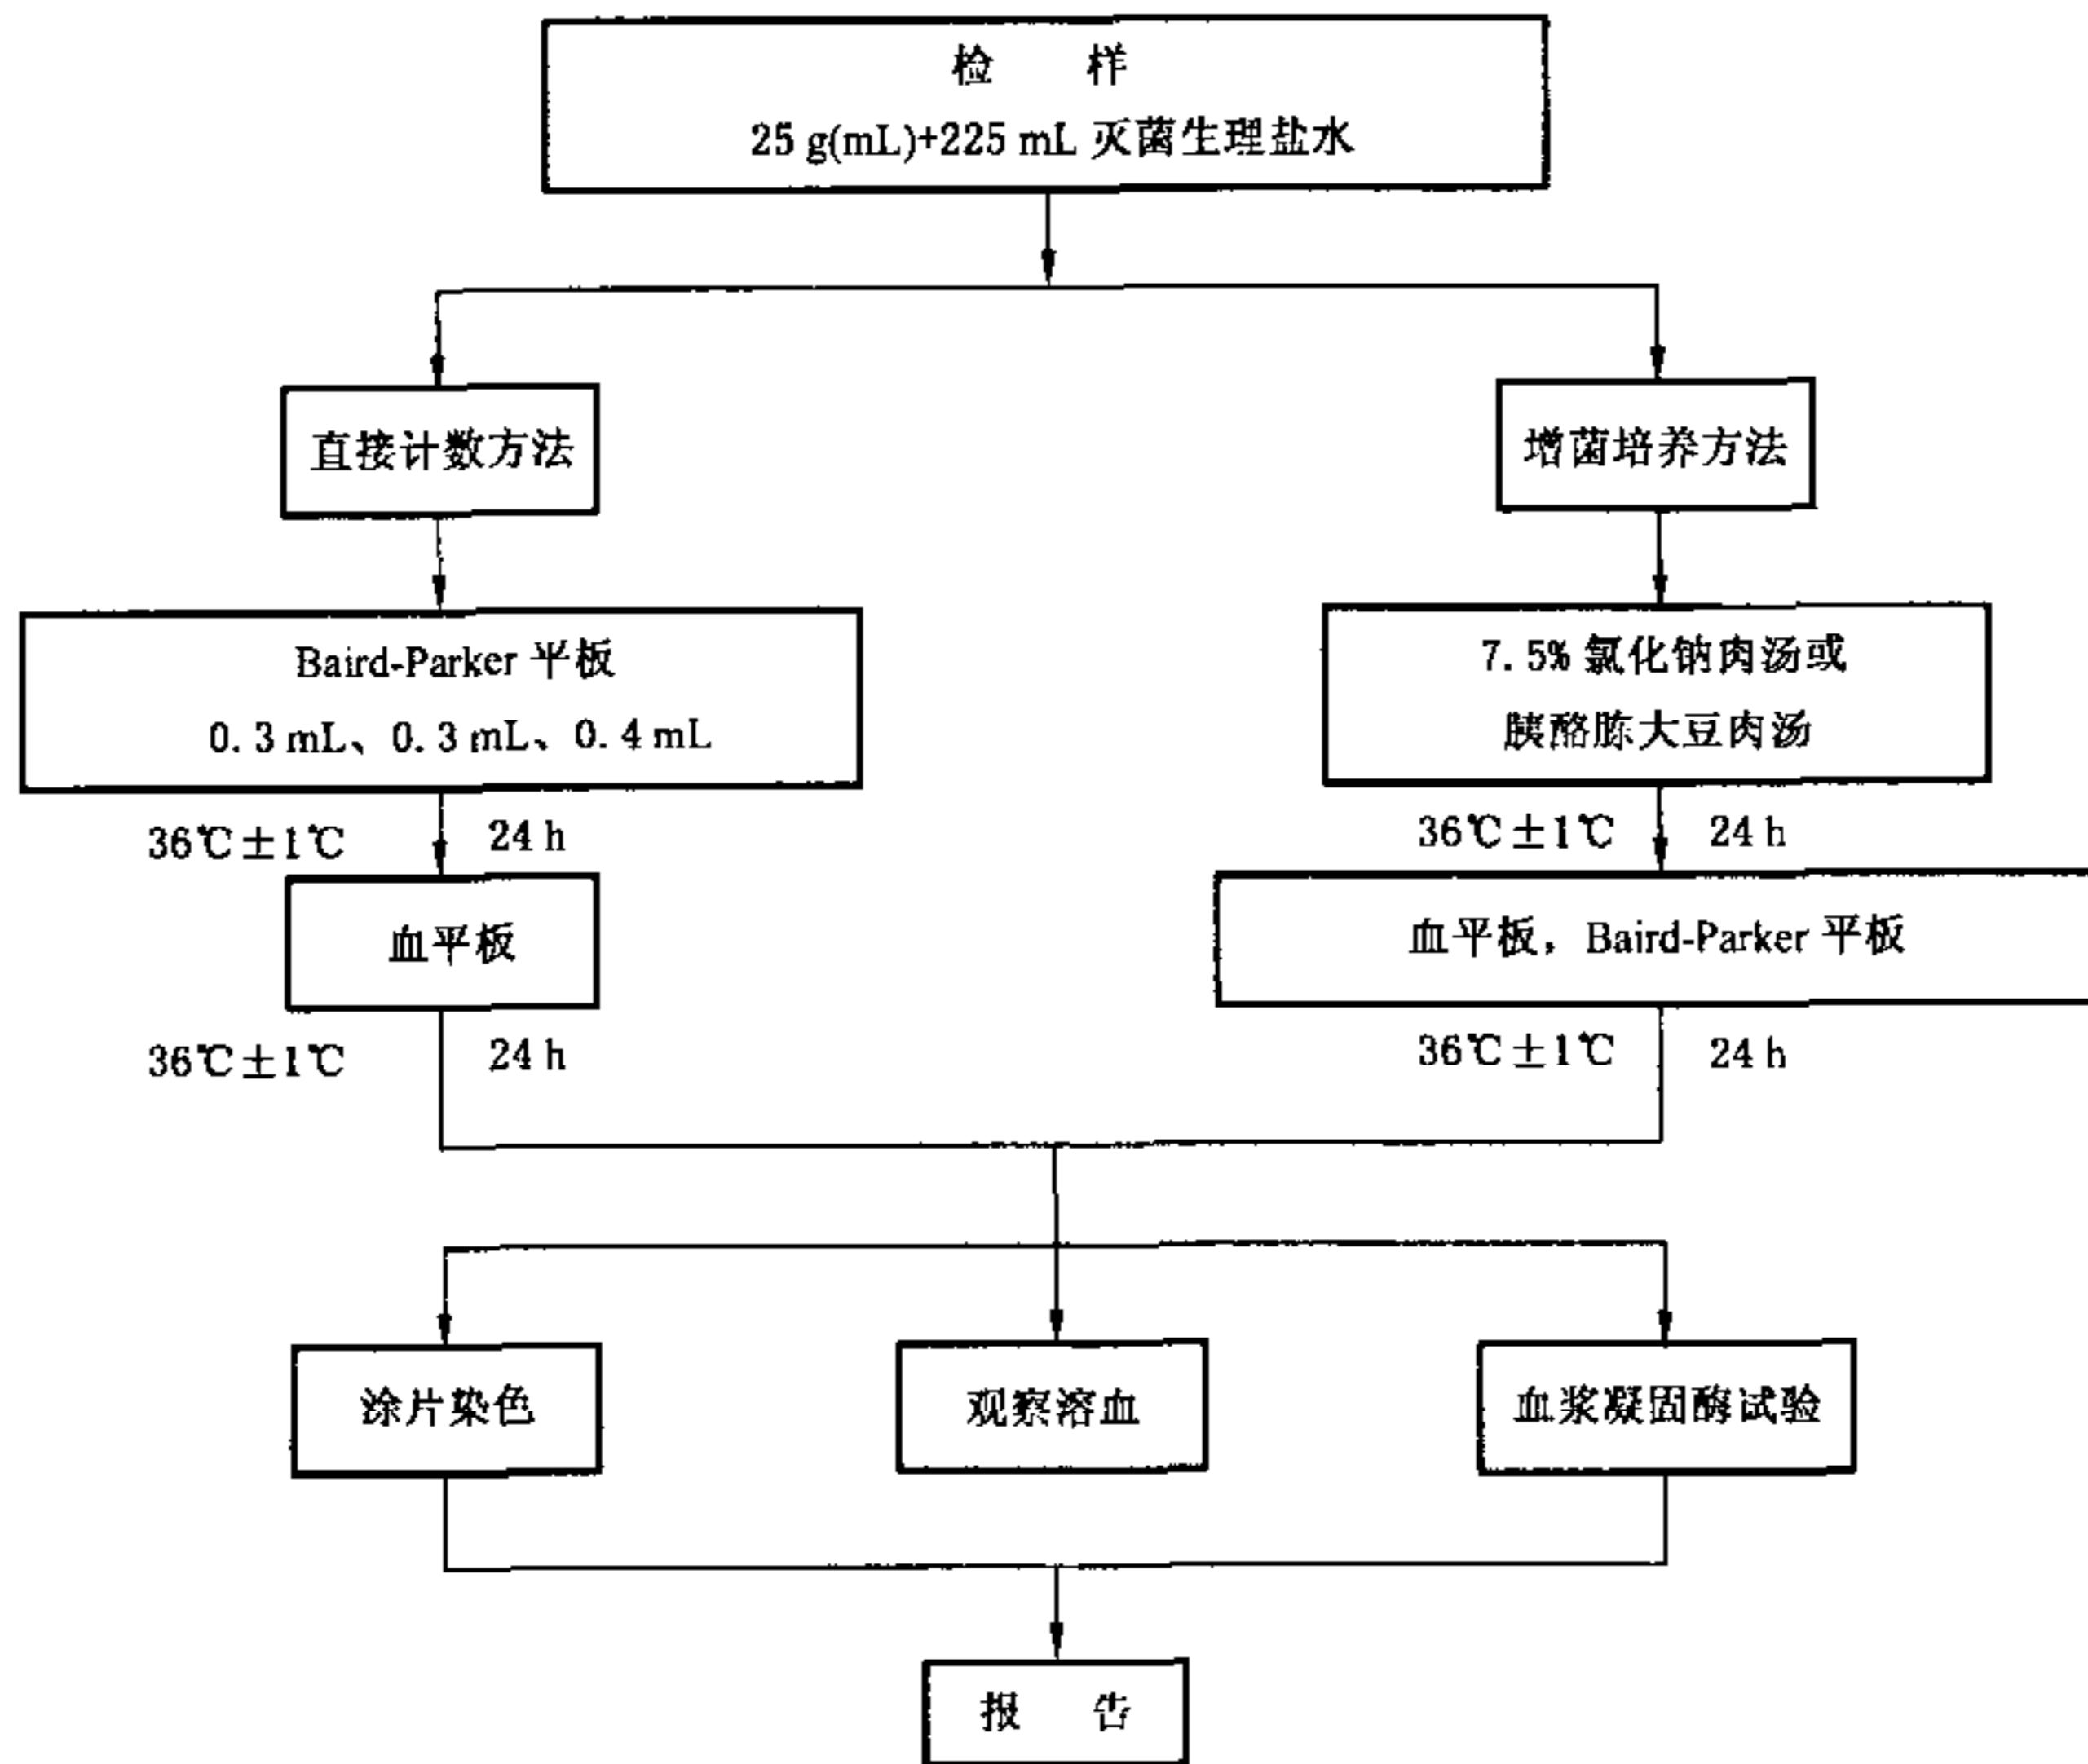 检 样
25 g(mL)+225 mL 灭菌生理盐水
直接计数方法
增菌培养方法
Baird-Parker 平板
0.3 mL、0.3 mL、0.4 mL
7.5% 氯化钠肉汤或
胰酪胨大豆肉汤
36℃±1℃ 24 h
36℃±1℃ 24 h
血平板
血平板，Baird-Parker 平板
36℃±1℃ 24 h
36℃±1℃ 24 h
涂片染色
观察溶血
血浆凝固酶试验
报 告